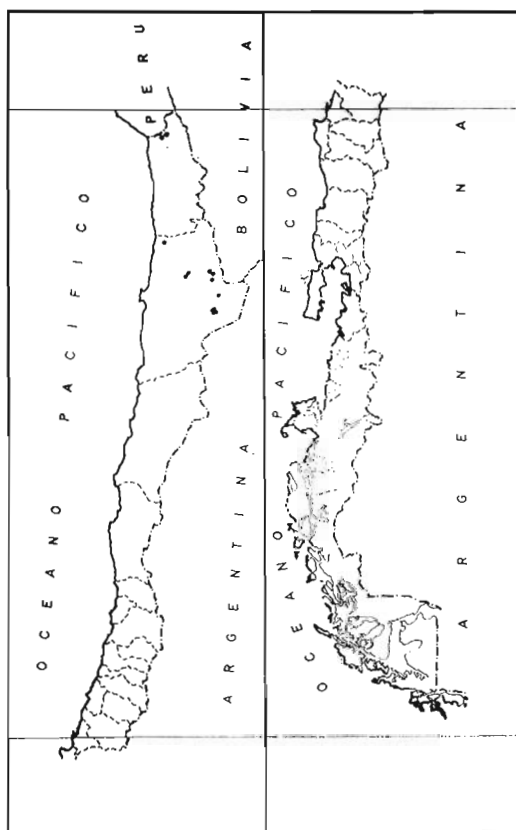 PERU
BOLIVIA
OCEANO PACIFICO
ARGENTINA
OCEANO PACIFICO
ARGENTINA